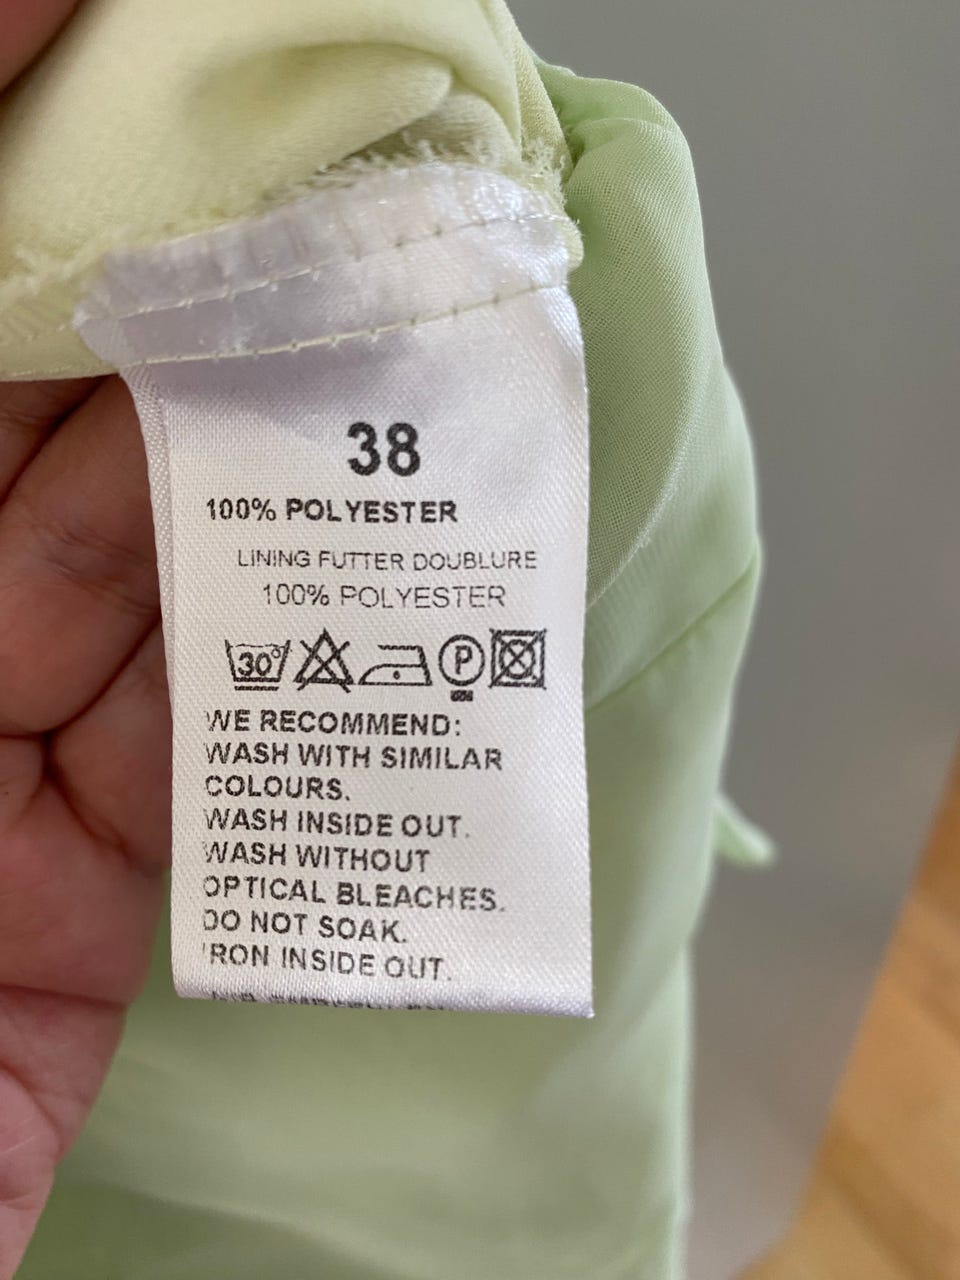 38
100% POLYESTER
LINING FUTTER DOUBLURE
100% POLYESTER
30°
P
WE RECOMMEND:
WASH WITH SIMILAR
COLOURS.
WASH INSIDE OUT.
WASH WITHOUT
OPTICAL BLEACHES.
DO NOT SOAK.
IRON INSIDE OUT.